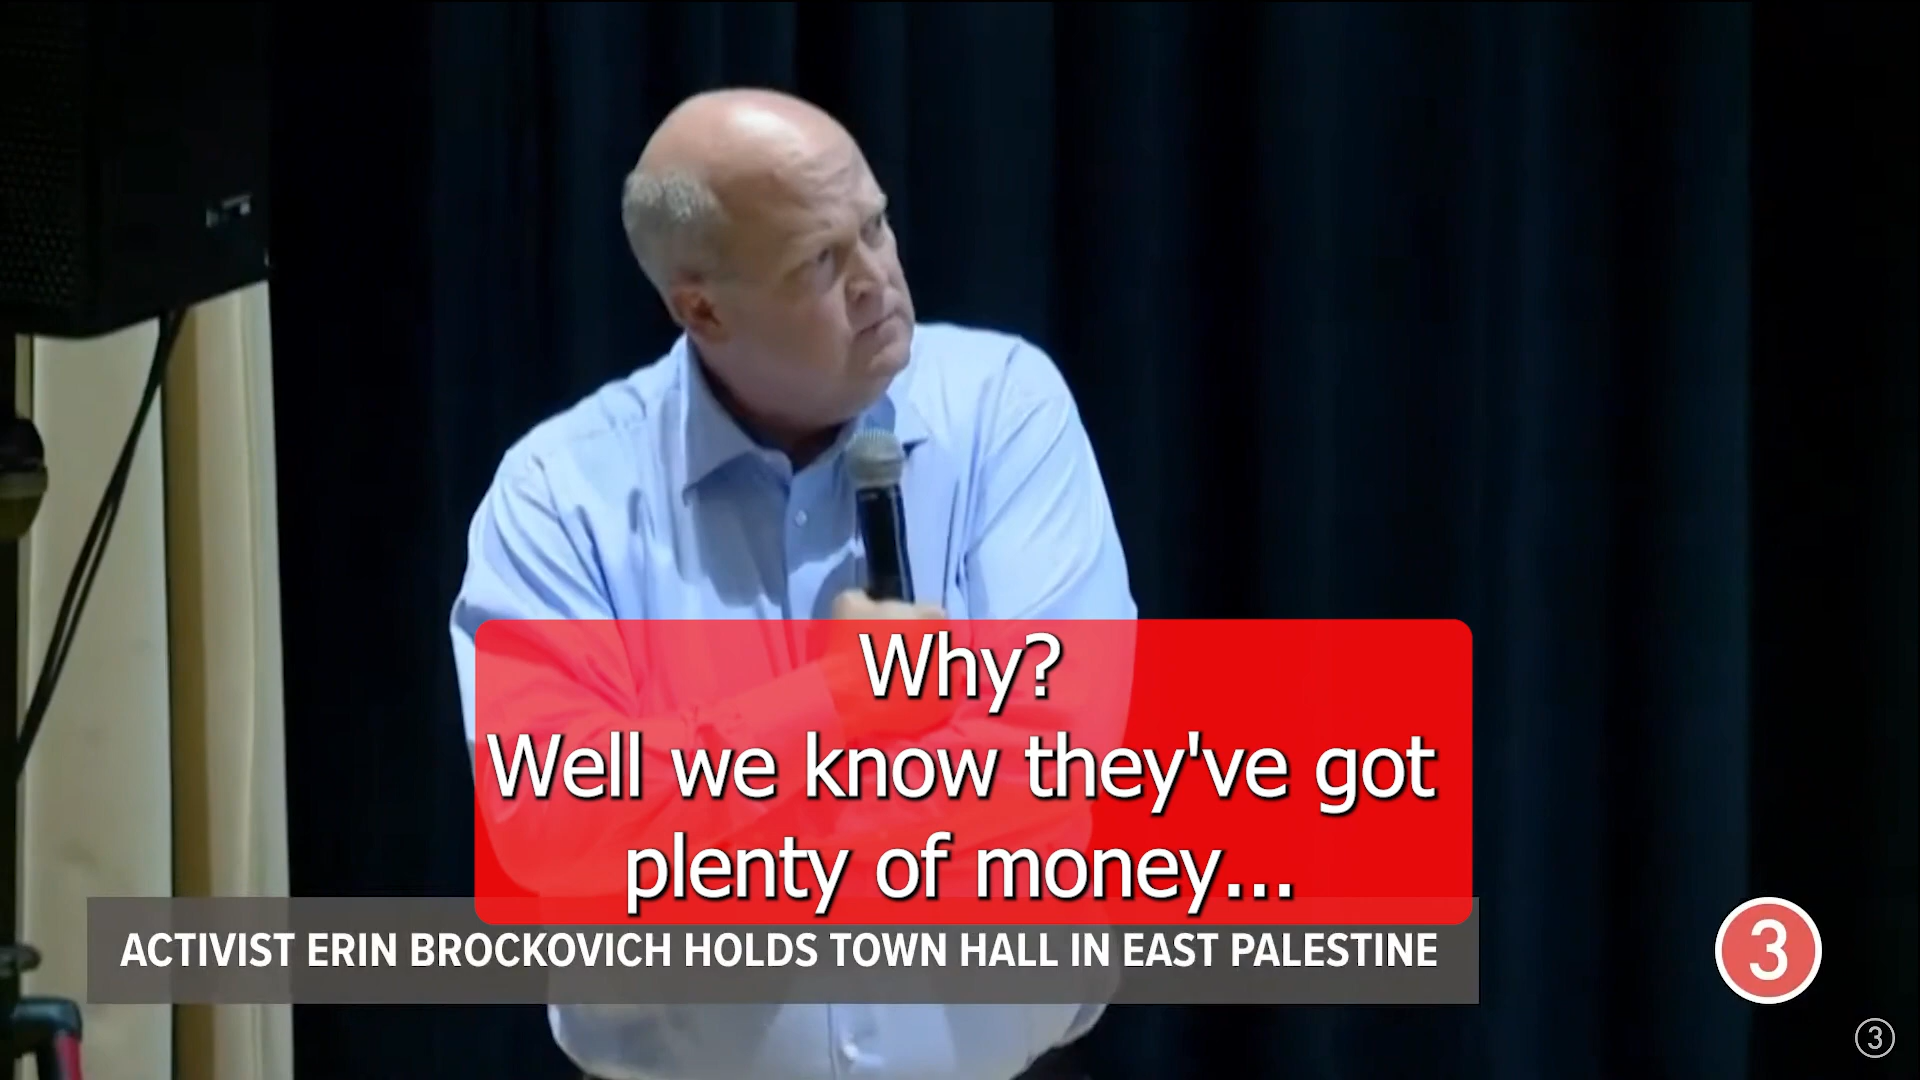 Why?
Well we know they've got
plenty of money...
ACTIVIST ERIN BROCKOVICH HOLDS TOWN HALL IN EAST PALESTINE
3
3